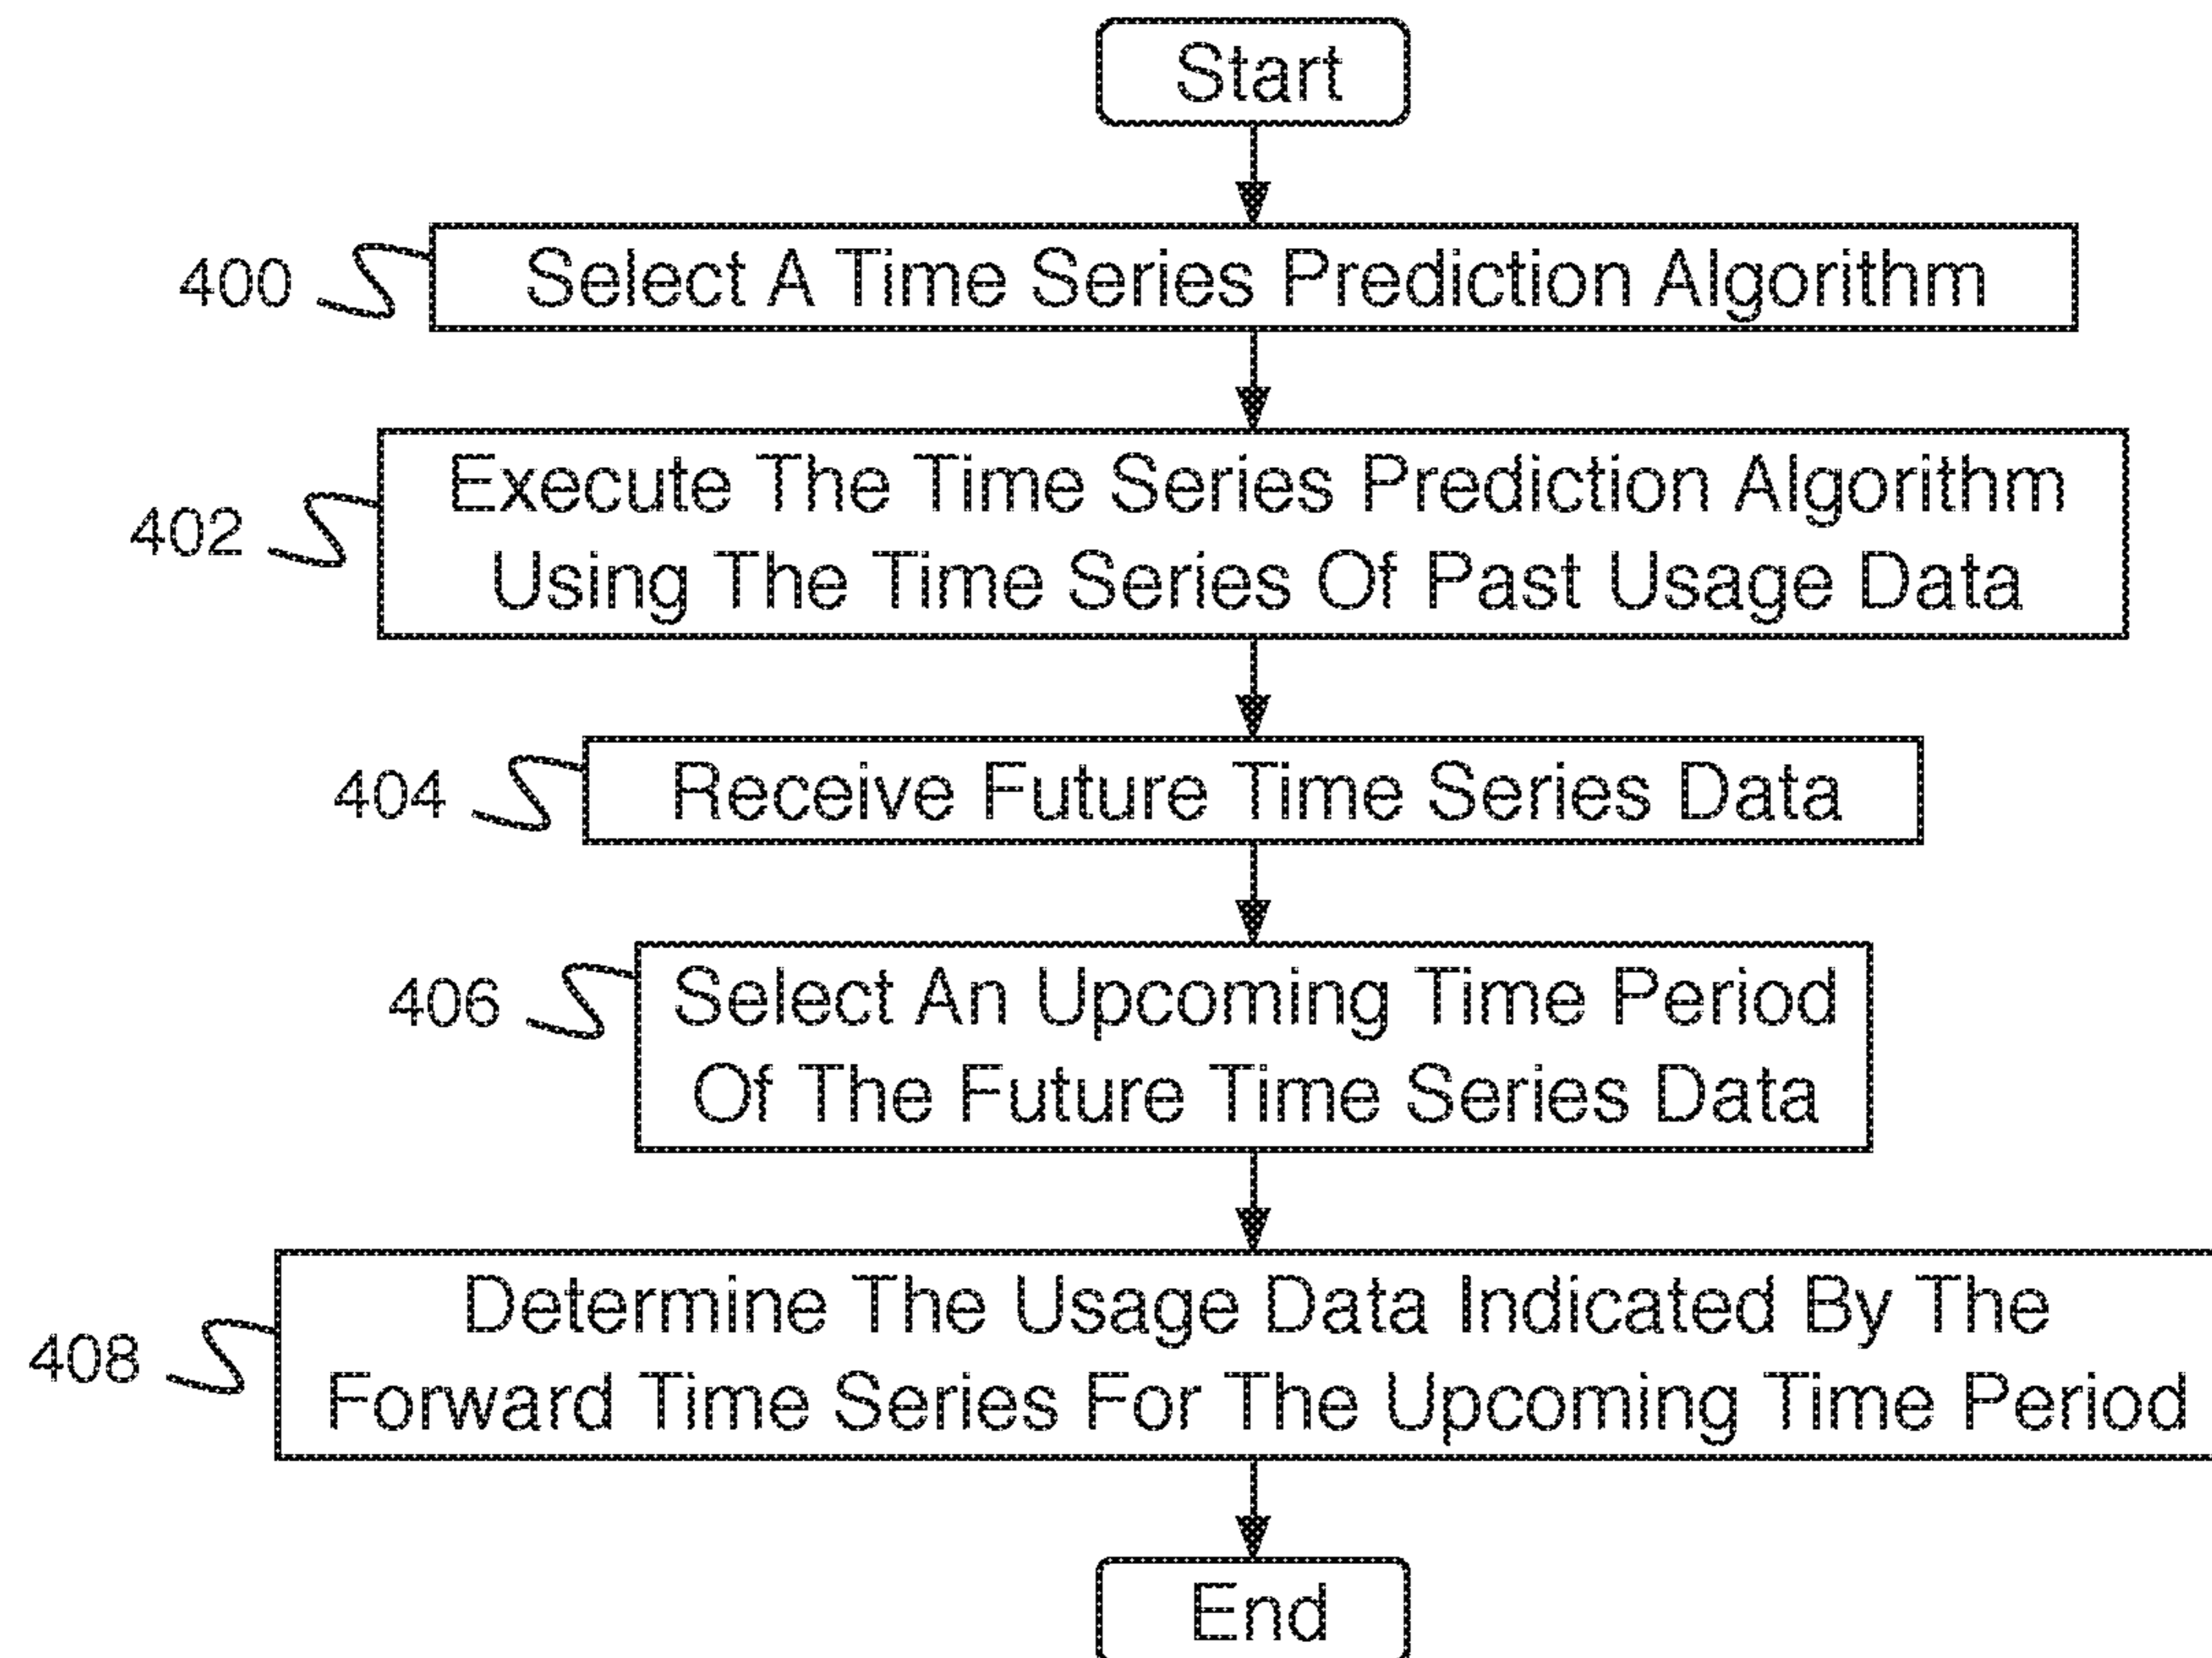 Start
400
Select A Time Series Prediction Algorithm
402
Execute The Time Series Prediction Algorithm
Using The Time Series Of Past Usage Data
404
Receive Future Time Series Data
406
Select An Upcoming Time Period
Of The Future Time Series Data
408
Determine The Usage Data Indicated By The
Forward Time Series For The Upcoming Time Period
End